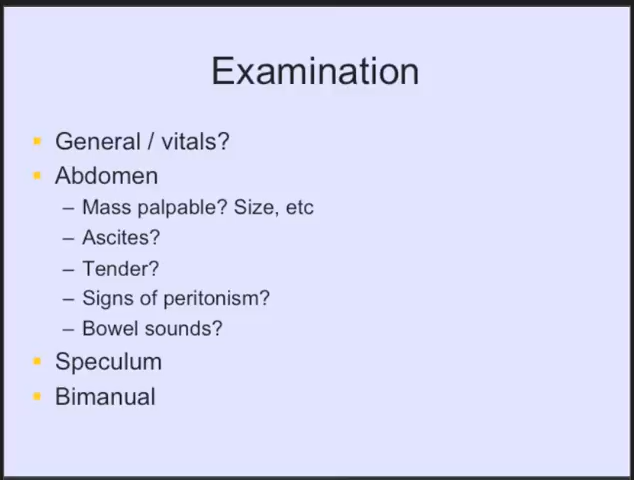 Examination
General / vitals?
Abdomen
– Mass palpable? Size, etc
– Ascites?
– Tender?
– Signs of peritonism?
– Bowel sounds?
Speculum
Bimanual